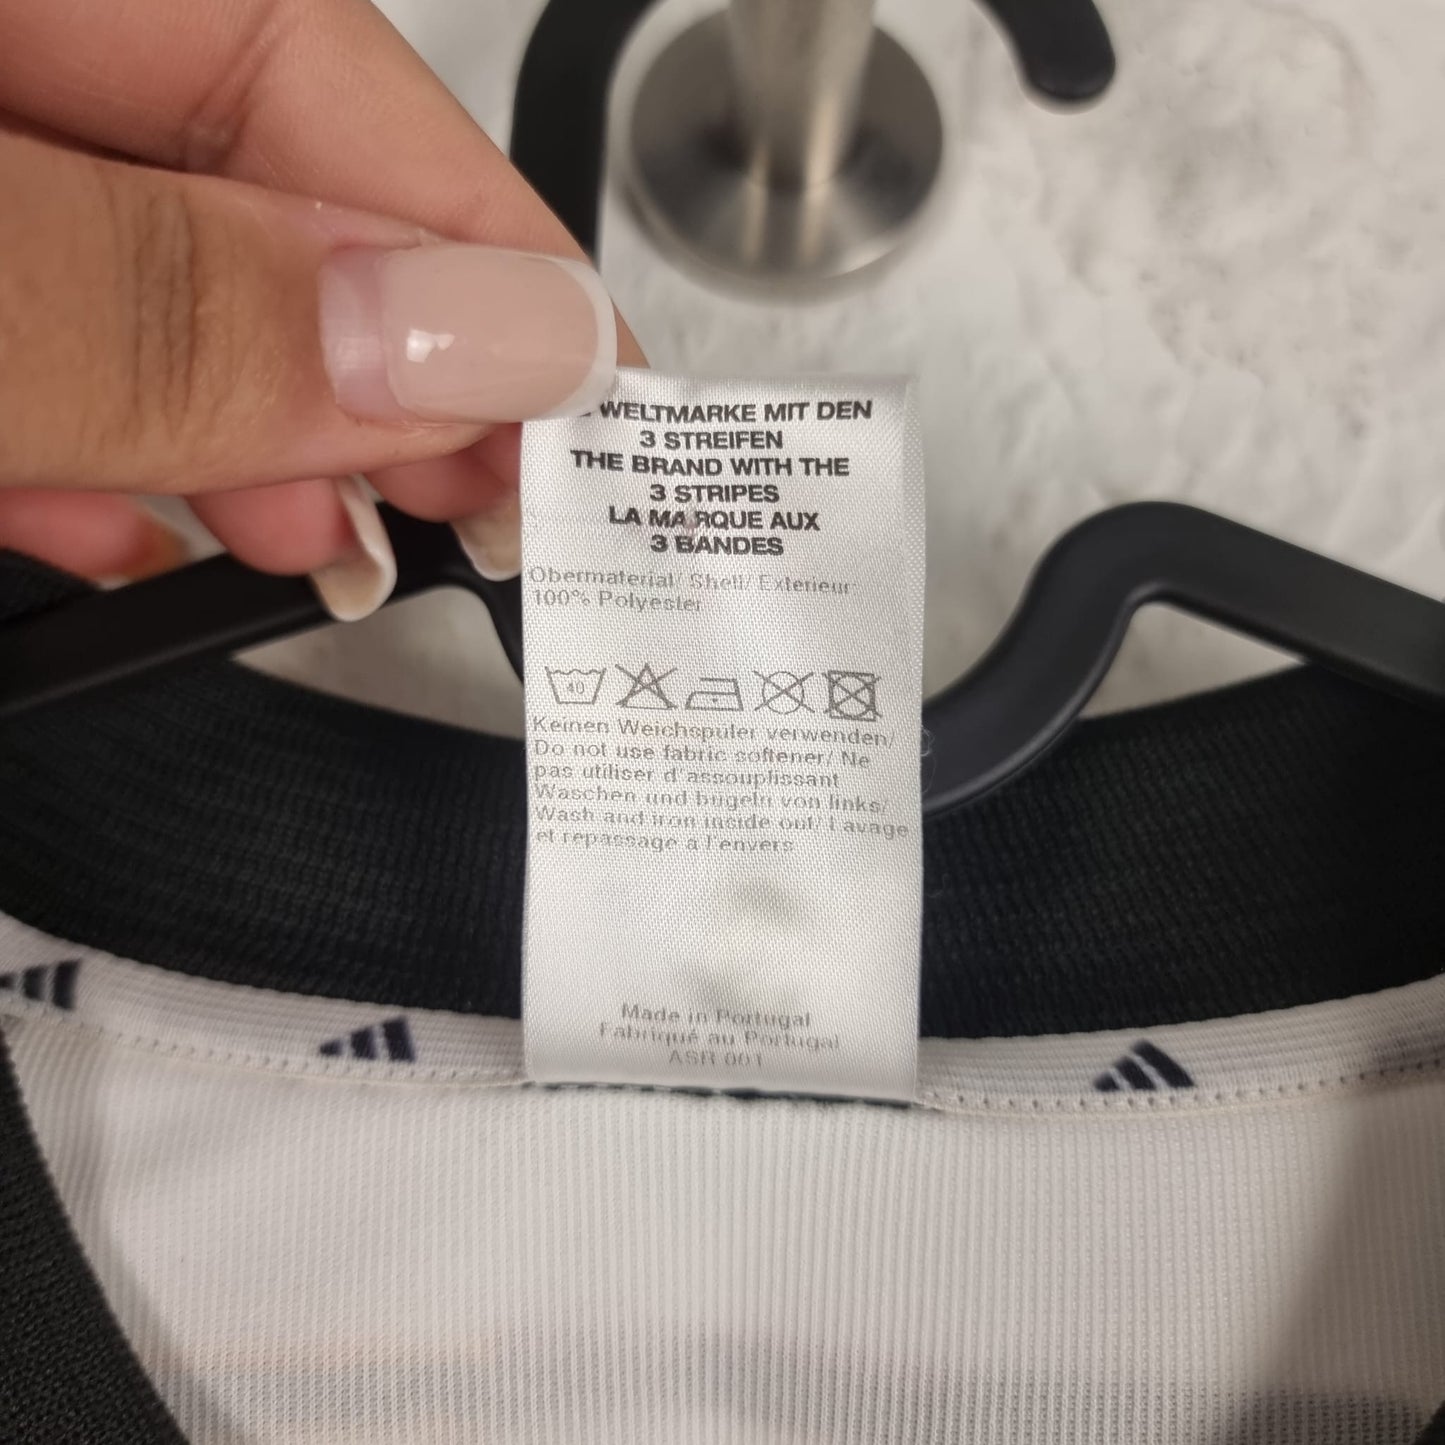 WELTMARKE MIT DEN
3 STREIFEN
THE BRAND WITH THE
3 STRIPES
LA MARQUE AUX
3 BANDES
Obermaterial/ Shell/ Exterieur
100% Polyester
40
Keinen Weichspüler verwenden/
Do not use fabric softener/ Ne
pas utiliser d'assouplissant
Waschen und bügeln von links/
Wash and iron inside out/ Lavage
et repassage à l'envers
Made in Portugal
Fabriqué au Portugal
ASR 001